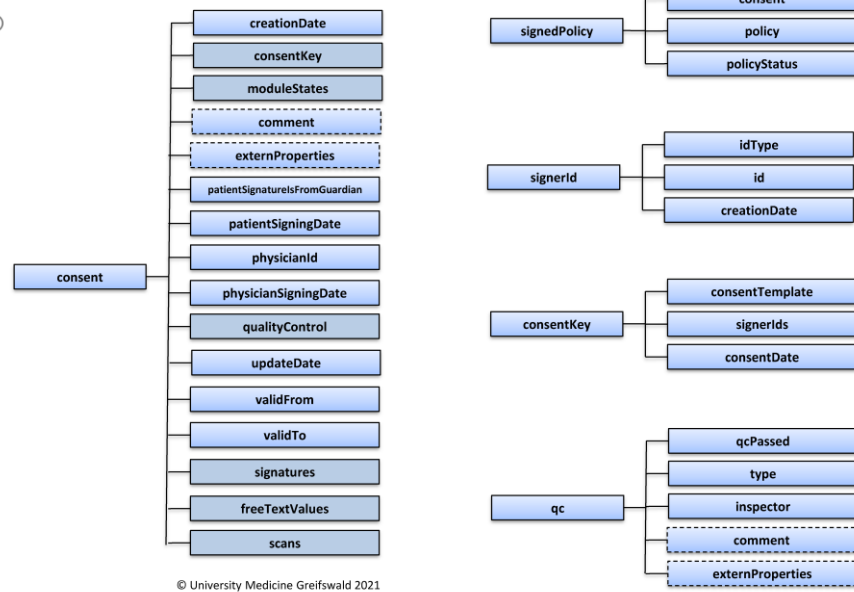 creationDate
consentKey
moduleStates
comment
externProperties
patientSignatureIsFromGuardian
patientSigningDate
physicianId
consent
physicianSigningDate
qualityControl
updateDate
validFrom
validTo
signatures
freeTextValues
scans
© University Medicine Greifswald 2021
consent
signedPolicy
policy
policyStatus
idType
signerId
id
creationDate
consentTemplate
consentKey
signerIds
consentDate
qcPassed
type
qc
inspector
comment
externProperties